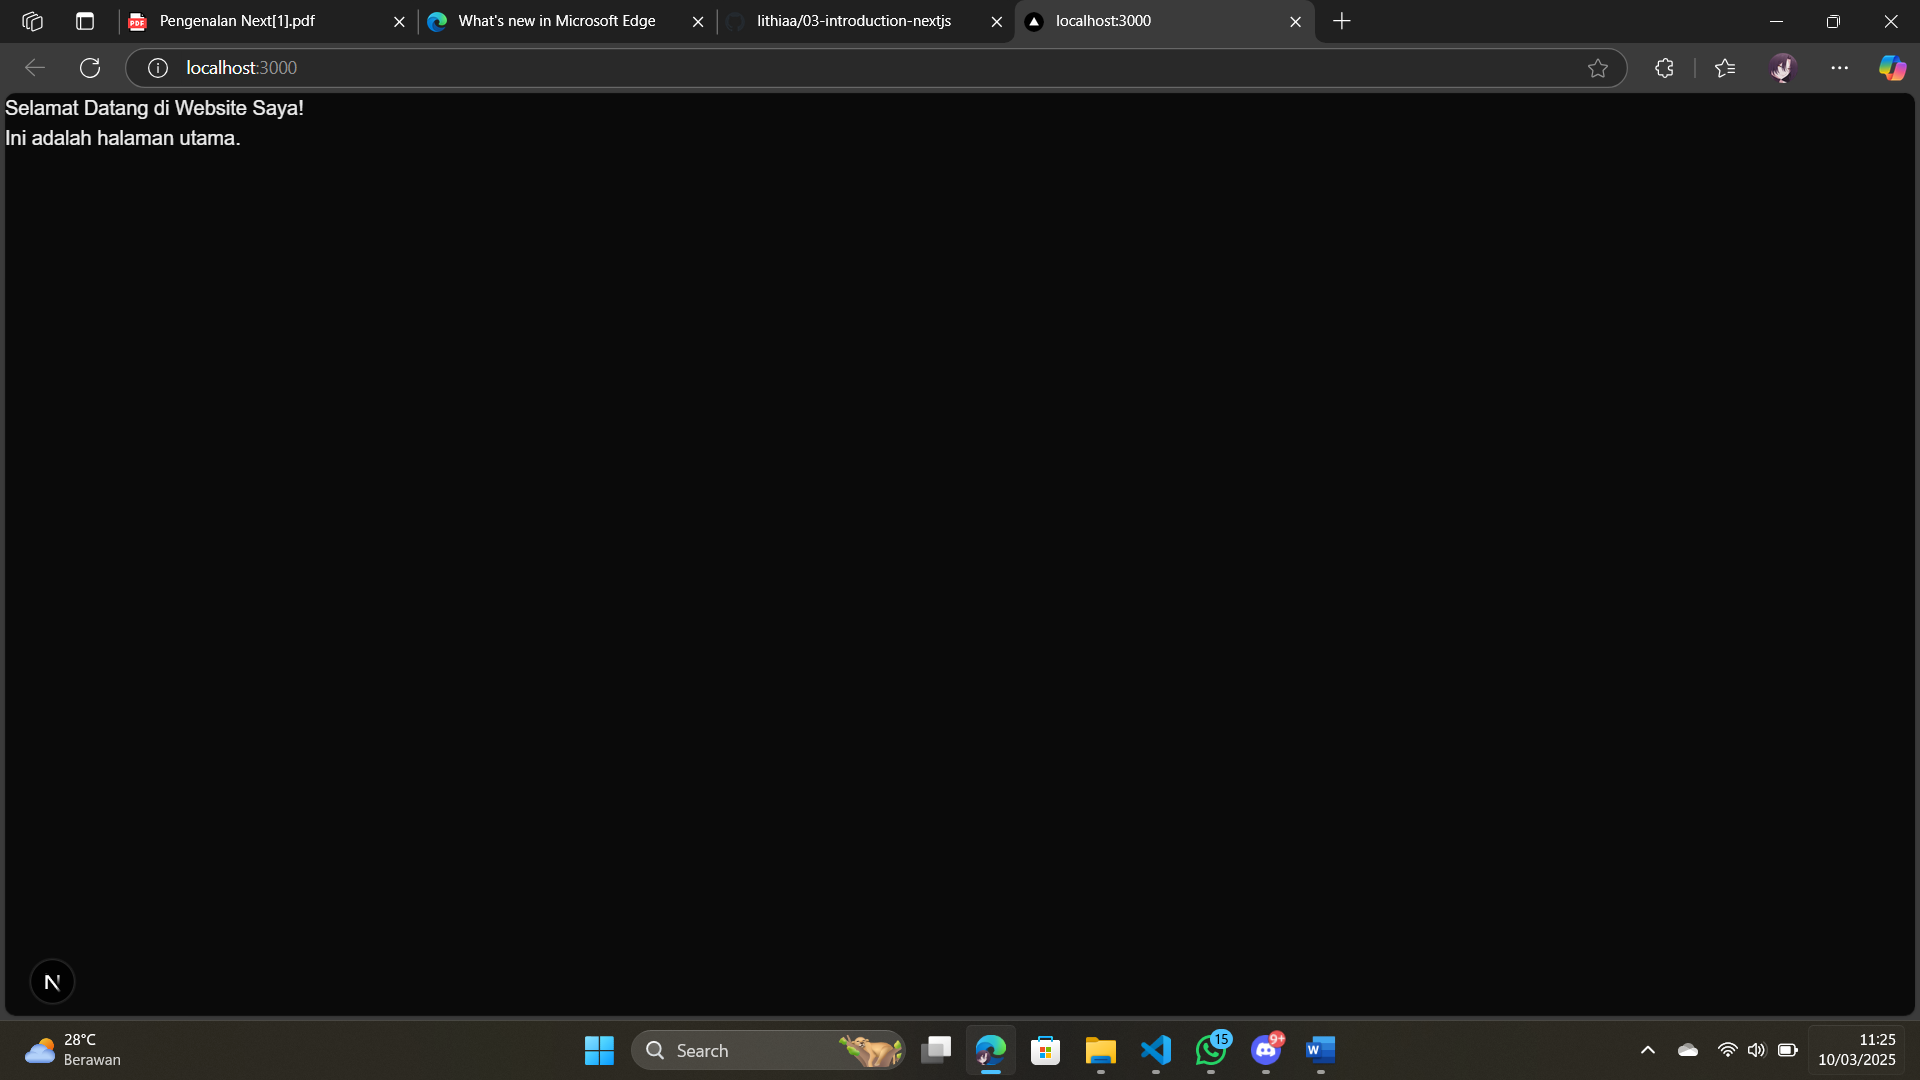 Pengenalan Next[1].pdf
What's new in Microsoft Edge
lithiaa/03-introduction-nextjs
localhost:3000
localhost:3000
Selamat Datang di Website Saya!
Ini adalah halaman utama.
N
28°C
Berawan
Search
15
9+
11:25
10/03/2025